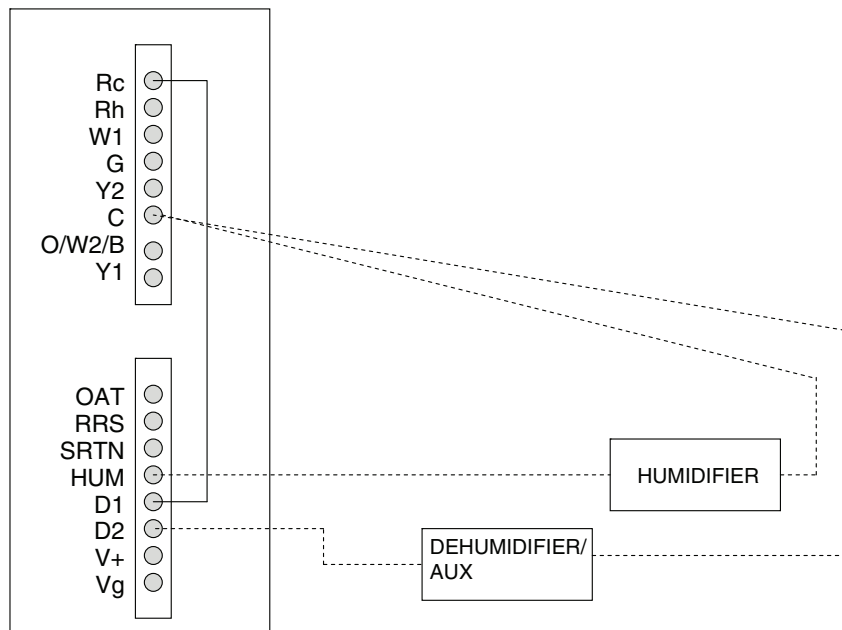 Rc
Rh
W1
G
Y2
C
O/W2/B
Y1
OAT
RRS
SRTN
HUM
D1
D2
V+
Vg
HUMIDIFIER
DEHUMIDIFIER/
AUX